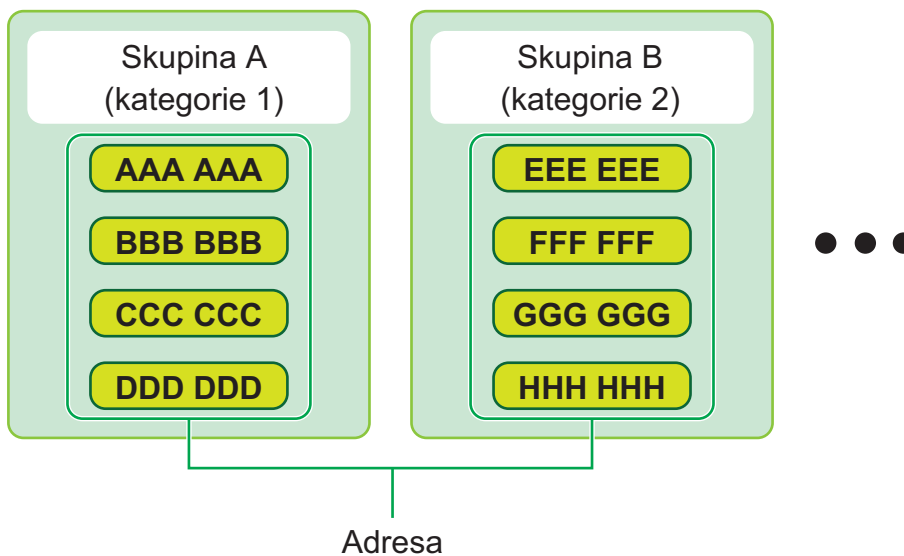 Skupina A
(kategorie 1)
AAA AAA
BBB BBB
CCC CCC
DDD DDD
Skupina B
(kategorie 2)
EEE EEE
FFF FFF
GGG GGG
HHH HHH
Adresa